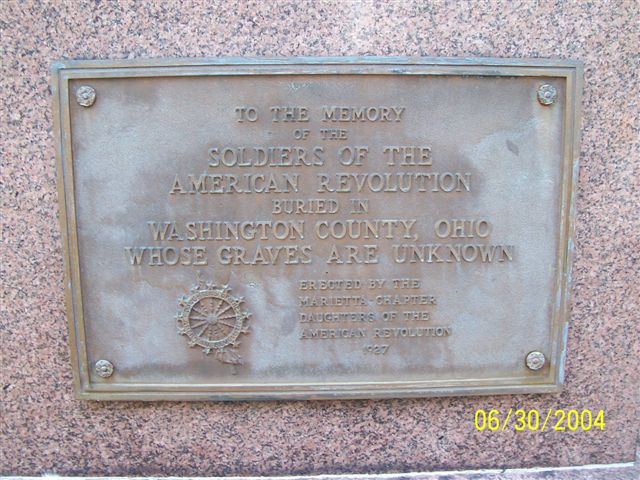 TO THE MEMORY
OF THE
SOLDIERS OF THE
AMERICAN REVOLUTION
BURIED IN
WASHINGTON COUNTY, OHIO
WHOSE GRAVES ARE UNKNOWN
ERECTED BY THE
MARIETTA CHAPTER
DAUGHTERS OF THE
AMERICAN REVOLUTION
1927
06/30/2004